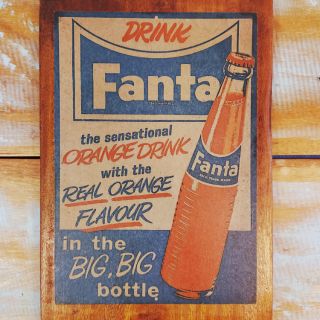 DRINK
Fanta
the sensational
ORANGE DRINK
with the
REAL ORANGE
FLAVOUR
in the
BIG, BIG
bottle.
Fanta